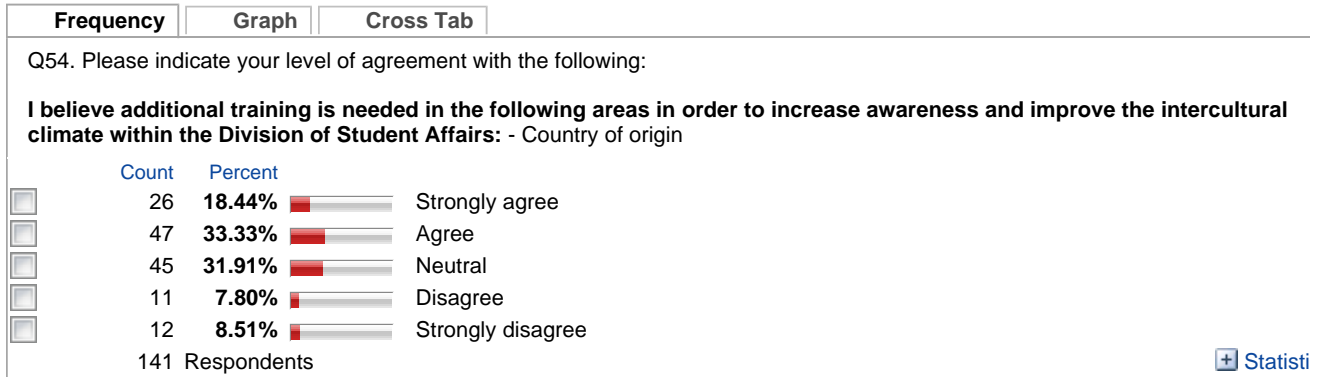 Frequency Graph Cross Tab
Q54. Please indicate your level of agreement with the following:
I believe additional training is needed in the following areas in order to increase awareness and improve the intercultural
climate within the Division of Student Affairs: - Country of origin
Count Percent
26 18.44% Strongly agree
47 33.33% Agree
45 31.91% Neutral
11 7.80% Disagree
12 8.51% Strongly disagree
141 Respondents
+ Statisti